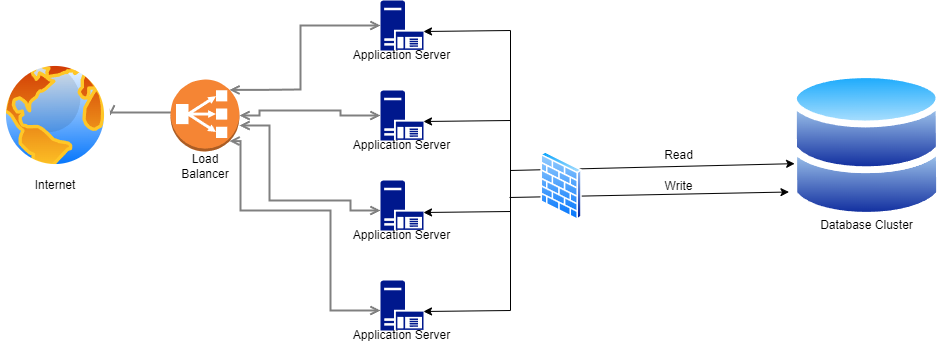 Application Server
Application Server
Load
Balancer
Internet
Read
Write
Application Server
Database Cluster
Application Server